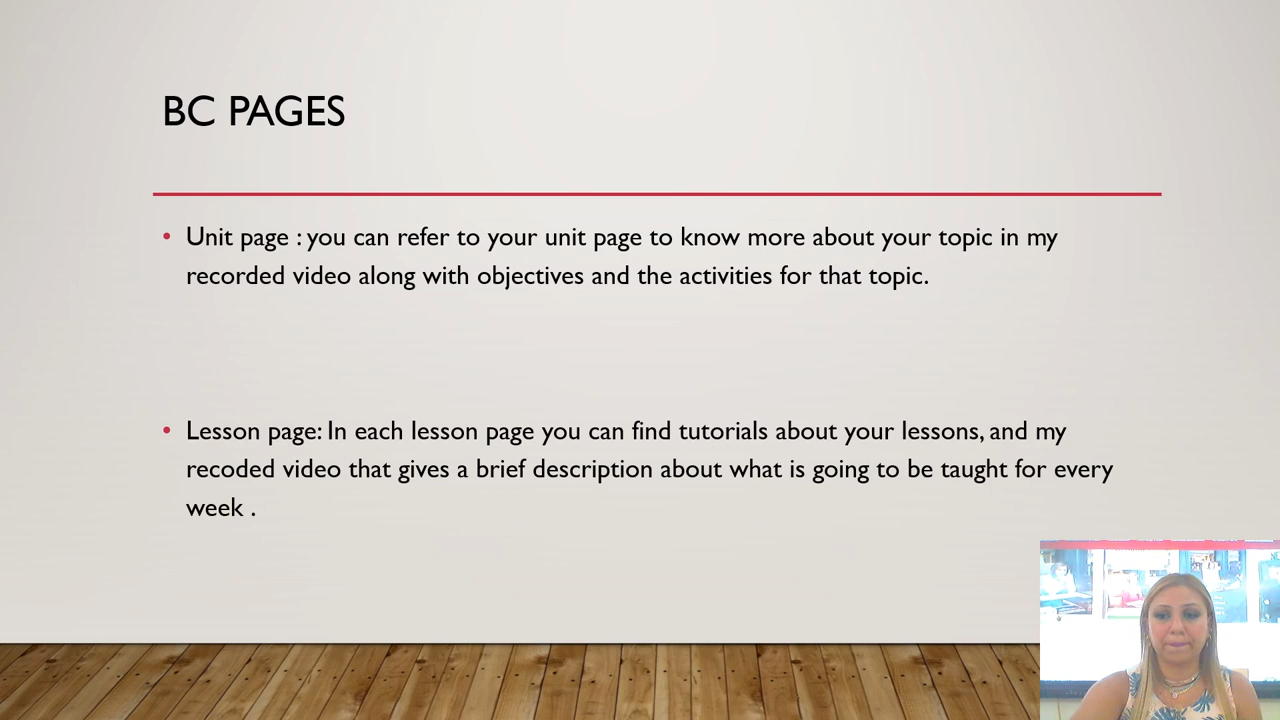 BC PAGES
• Unit page : you can refer to your unit page to know more about your topic in my
recorded video along with objectives and the activities for that topic.
• Lesson page: In each lesson page you can find tutorials about your lessons, and my
recoded video that gives a brief description about what is going to be taught for every
week .